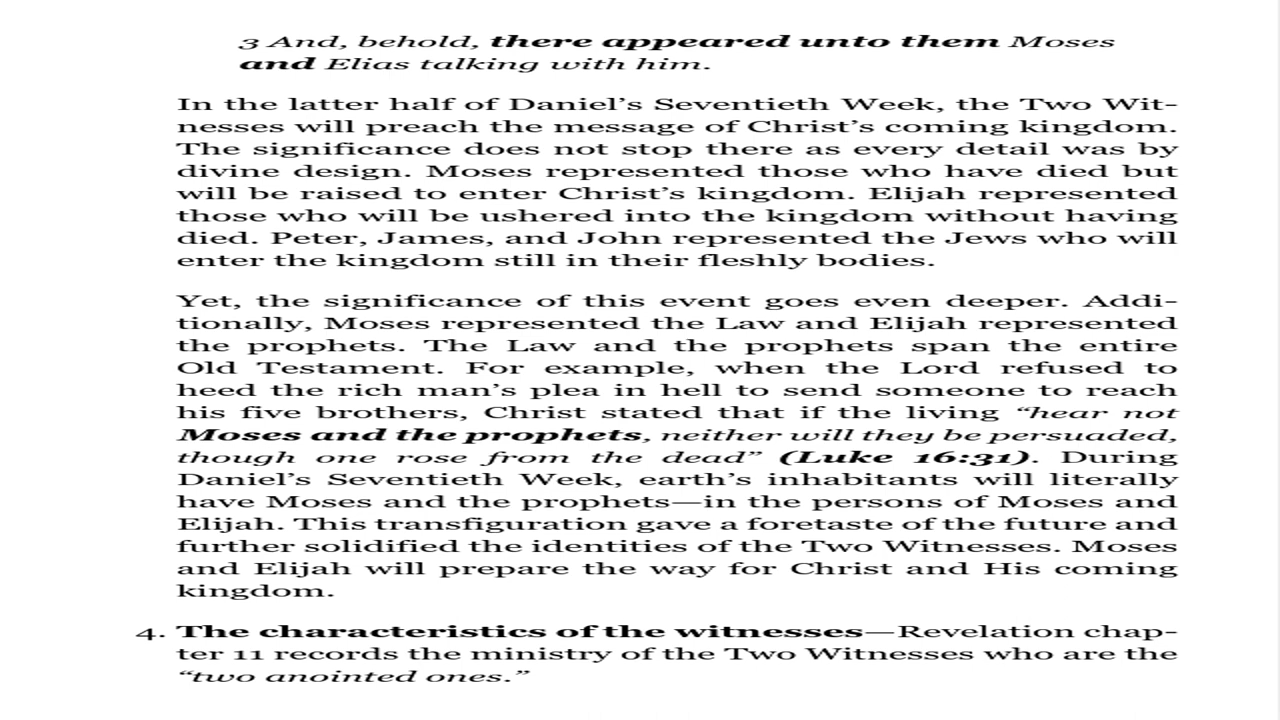 3 And, behold, there appeared unto them Moses
and Elias talking with him.
In the latter half of Daniel’s Seventieth Week, the Two Wit-
nesses will preach the message of Christ’s coming kingdom.
The significance does not stop there as every detail was by
divine design. Moses represented those who have died but
will be raised to enter Christ’s kingdom. Elijah represented
those who will be ushered into the kingdom without having
died. Peter, James, and John represented the Jews who will
enter the kingdom still in their fleshly bodies.
Yet, the significance of this event goes even deeper. Addi-
tionally, Moses represented the Law and Elijah represented
the prophets. The Law and the prophets span the entire
Old Testament. For example, when the Lord refused to
heed the rich man’s plea in hell to send someone to reach
his five brothers, Christ stated that if the living “hear not
Moses and the prophets, neither will they be persuaded,
though one rose from the dead” (Luke 16:31). During
Daniel’s Seventieth Week, earth’s inhabitants will literally
have Moses and the prophets—in the persons of Moses and
Elijah. This transfiguration gave a foretaste of the future and
further solidified the identities of the Two Witnesses. Moses
and Elijah will prepare the way for Christ and His coming
kingdom.
4. The characteristics of the witnesses—Revelation chap-
ter 11 records the ministry of the Two Witnesses who are the
“two anointed ones.”